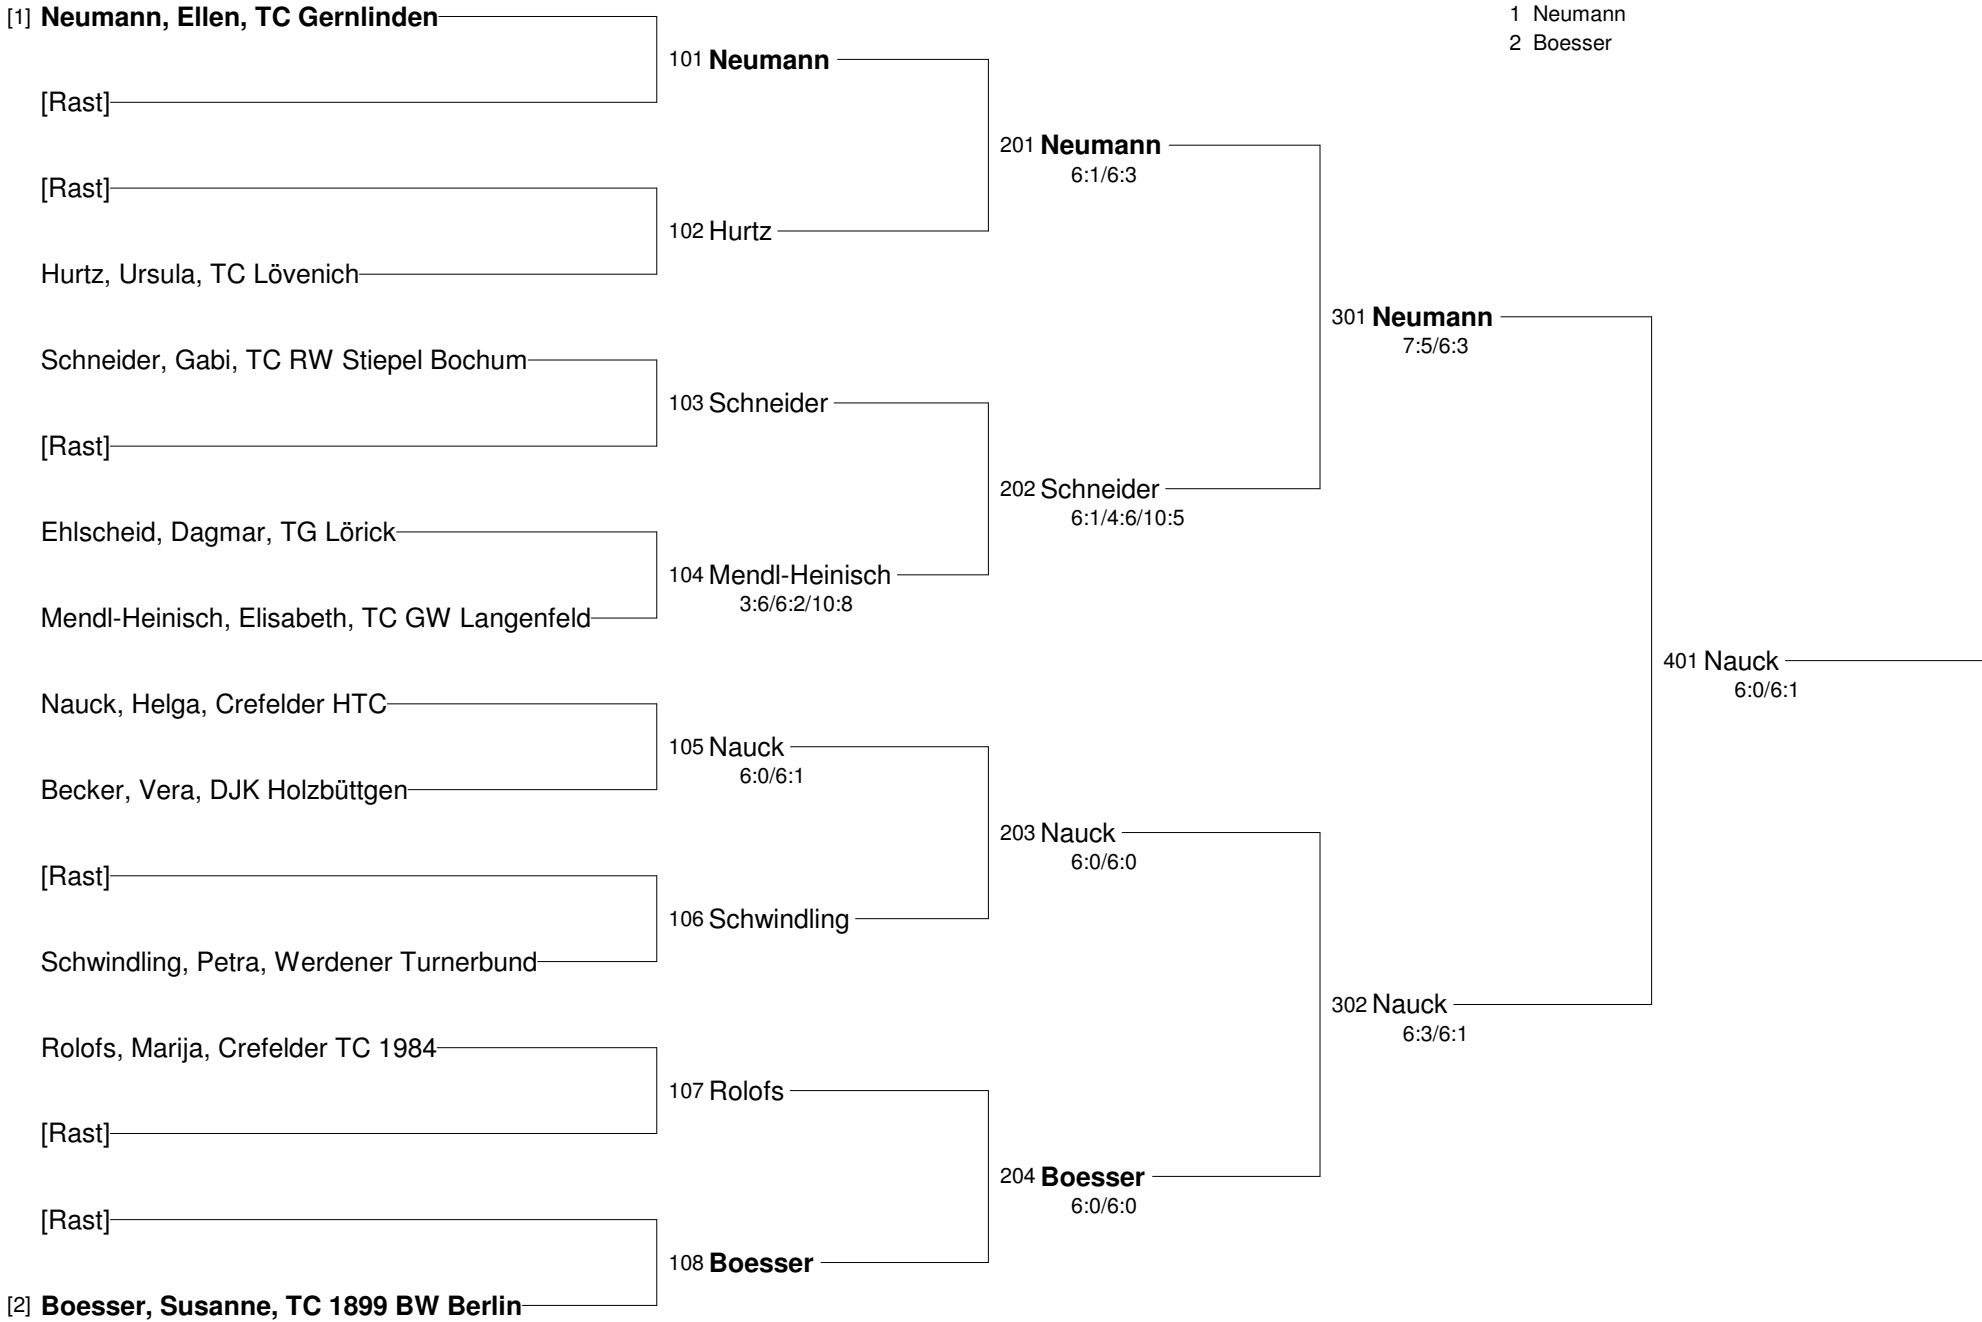 [1] Neumann, Ellen, TC Gernlinden
[Rast]
[Rast]
Hurtz, Ursula, TC Lövenich
Schneider, Gabi, TC RW Stiepel Bochum
[Rast]
Ehlscheid, Dagmar, TG Lörick
Mendl-Heinisch, Elisabeth, TC GW Langenfeld
Nauck, Helga, Crefelder HTC
Becker, Vera, DJK Holzbüttgen
[Rast]
Schwindling, Petra, Werdener Turnerbund
Rolofs, Marija, Crefelder TC 1984
[Rast]
[Rast]
[2] Boesser, Susanne, TC 1899 BW Berlin
101 Neumann
102 Hurtz
103 Schneider
104 Mendl-Heinisch
3:6/6:2/10:8
105 Nauck
6:0/6:1
106 Schwindling
107 Rolofs
108 Boesser
201 Neumann
6:1/6:3
202 Schneider
6:1/4:6/10:5
203 Nauck
6:0/6:0
204 Boesser
6:0/6:0
301 Neumann
7:5/6:3
302 Nauck
6:3/6:1
401 Nauck
6:0/6:1
1 Neumann
2 Boesser